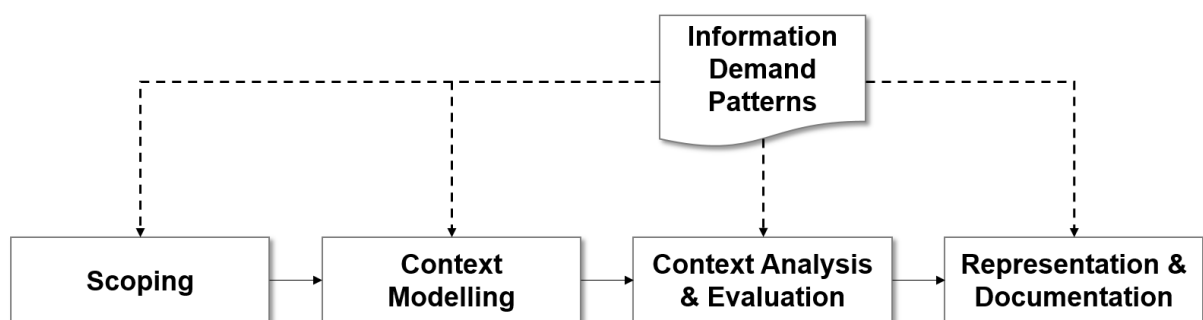 Information
Demand
Patterns
Scoping
Context
Modelling
Context Analysis
& Evaluation
Representation &
Documentation